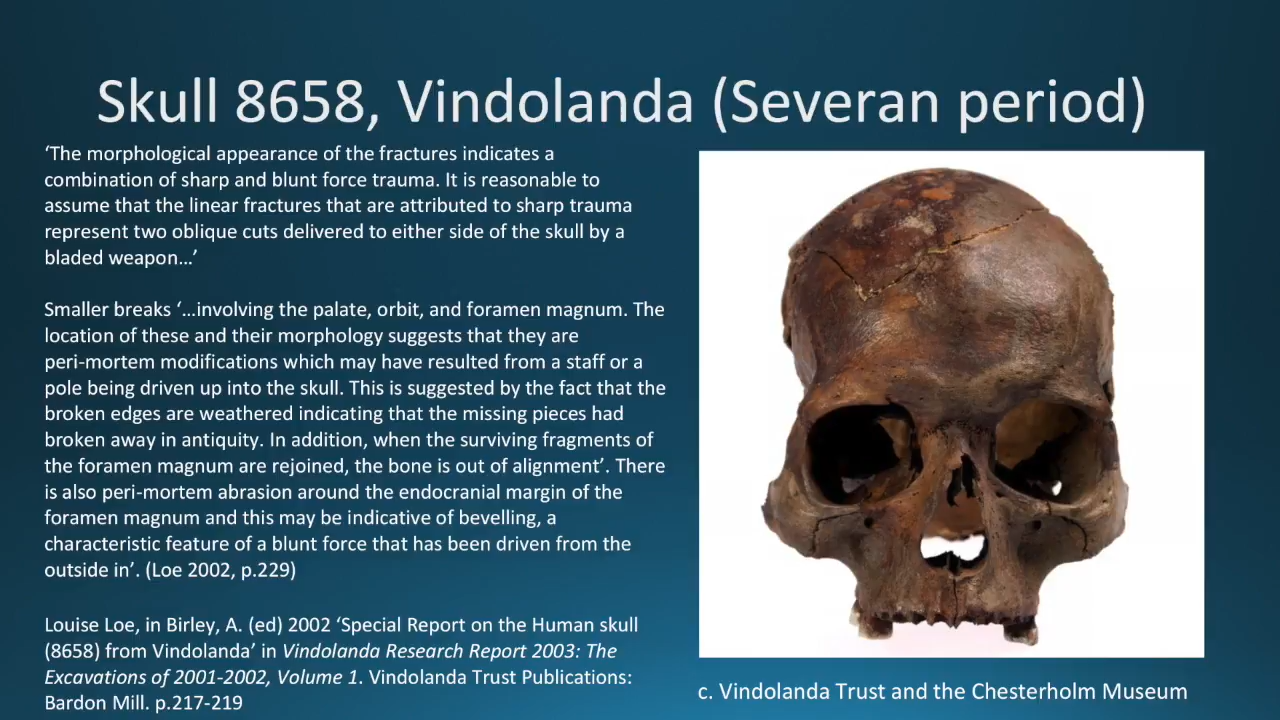 Skull 8658, Vindolanda (Severan period)
‘The morphological appearance of the fractures indicates a
combination of sharp and blunt force trauma. It is reasonable to
assume that the linear fractures that are attributed to sharp trauma
represent two oblique cuts delivered to either side of the skull by a
bladed weapon…’
Smaller breaks ‘…involving the palate, orbit, and foramen magnum. The
location of these and their morphology suggests that they are
peri-mortem modifications which may have resulted from a staff or a
pole being driven up into the skull. This is suggested by the fact that the
broken edges are weathered indicating that the missing pieces had
broken away in antiquity. In addition, when the surviving fragments of
the foramen magnum are rejoined, the bone is out of alignment’. There
is also peri-mortem abrasion around the endocranial margin of the
foramen magnum and this may be indicative of bevelling, a
characteristic feature of a blunt force that has been driven from the
outside in’. (Loe 2002, p.229)
Louise Loe, in Birley, A. (ed) 2002 ‘Special Report on the Human skull
(8658) from Vindolanda’ in Vindolanda Research Report 2003: The
Excavations of 2001-2002, Volume 1. Vindolanda Trust Publications:
Bardon Mill. p.217-219
c. Vindolanda Trust and the Chesterholm Museum